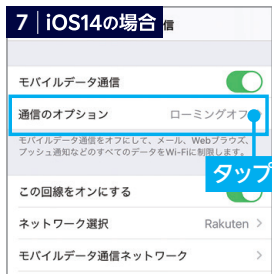 7 iOS14の場合
信
モバイルデータ通信
通信のオプション ローミングオフ
モバイルデータ通信をオフにして、メール、Webブラウズ、
プッシュ通知などのすべてのデータをWi-Fiに制限します。
タップ
この回線をオンにする
ネットワーク選択 Rakuten >
モバイルデータ通信ネットワーク >